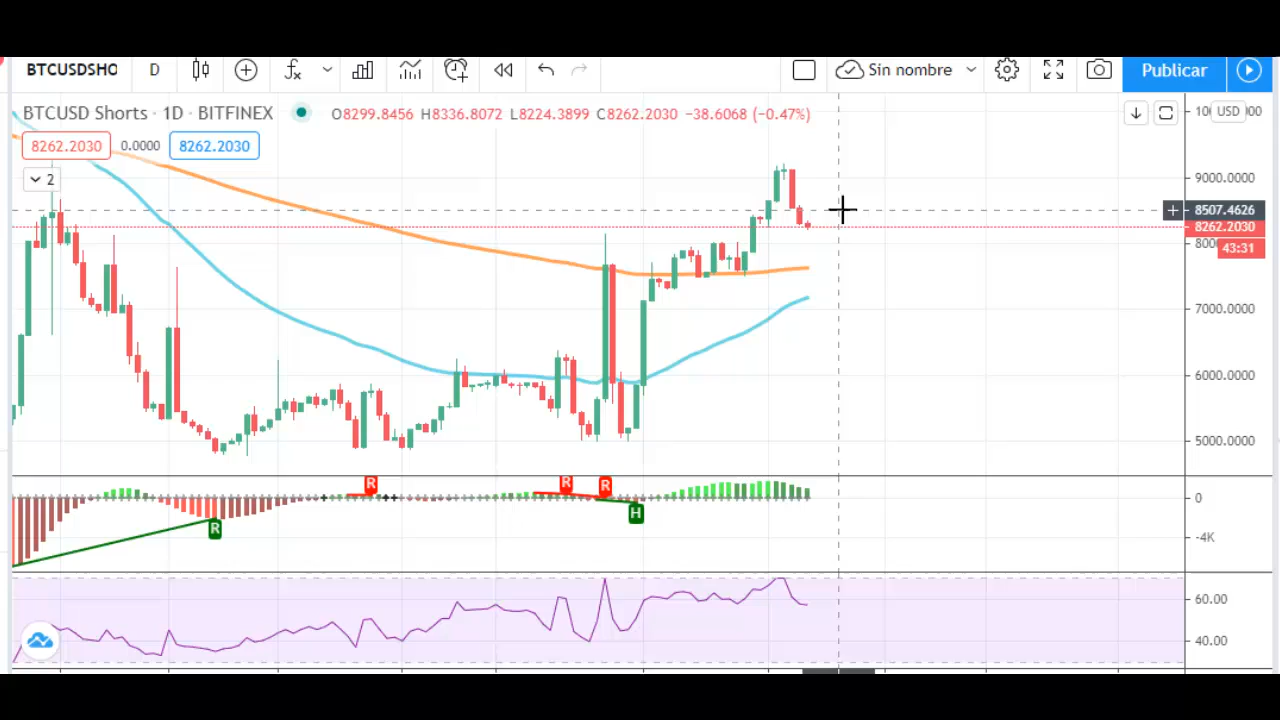 BTCUSDSHO D Sin nombre Publicar
BTCUSD Shorts · 1D · BITFINEX O8299.8456 H8336.8072 L8224.3899 C8262.2030 −38.6068 (−0.47%)
USD
8262.2030 0.0000 8262.2030
2
9000.0000
8507.4626
8262.2030
43:31
7000.0000
6000.0000
5000.0000
R R R
0
H
R
-4K
60.00
40.00